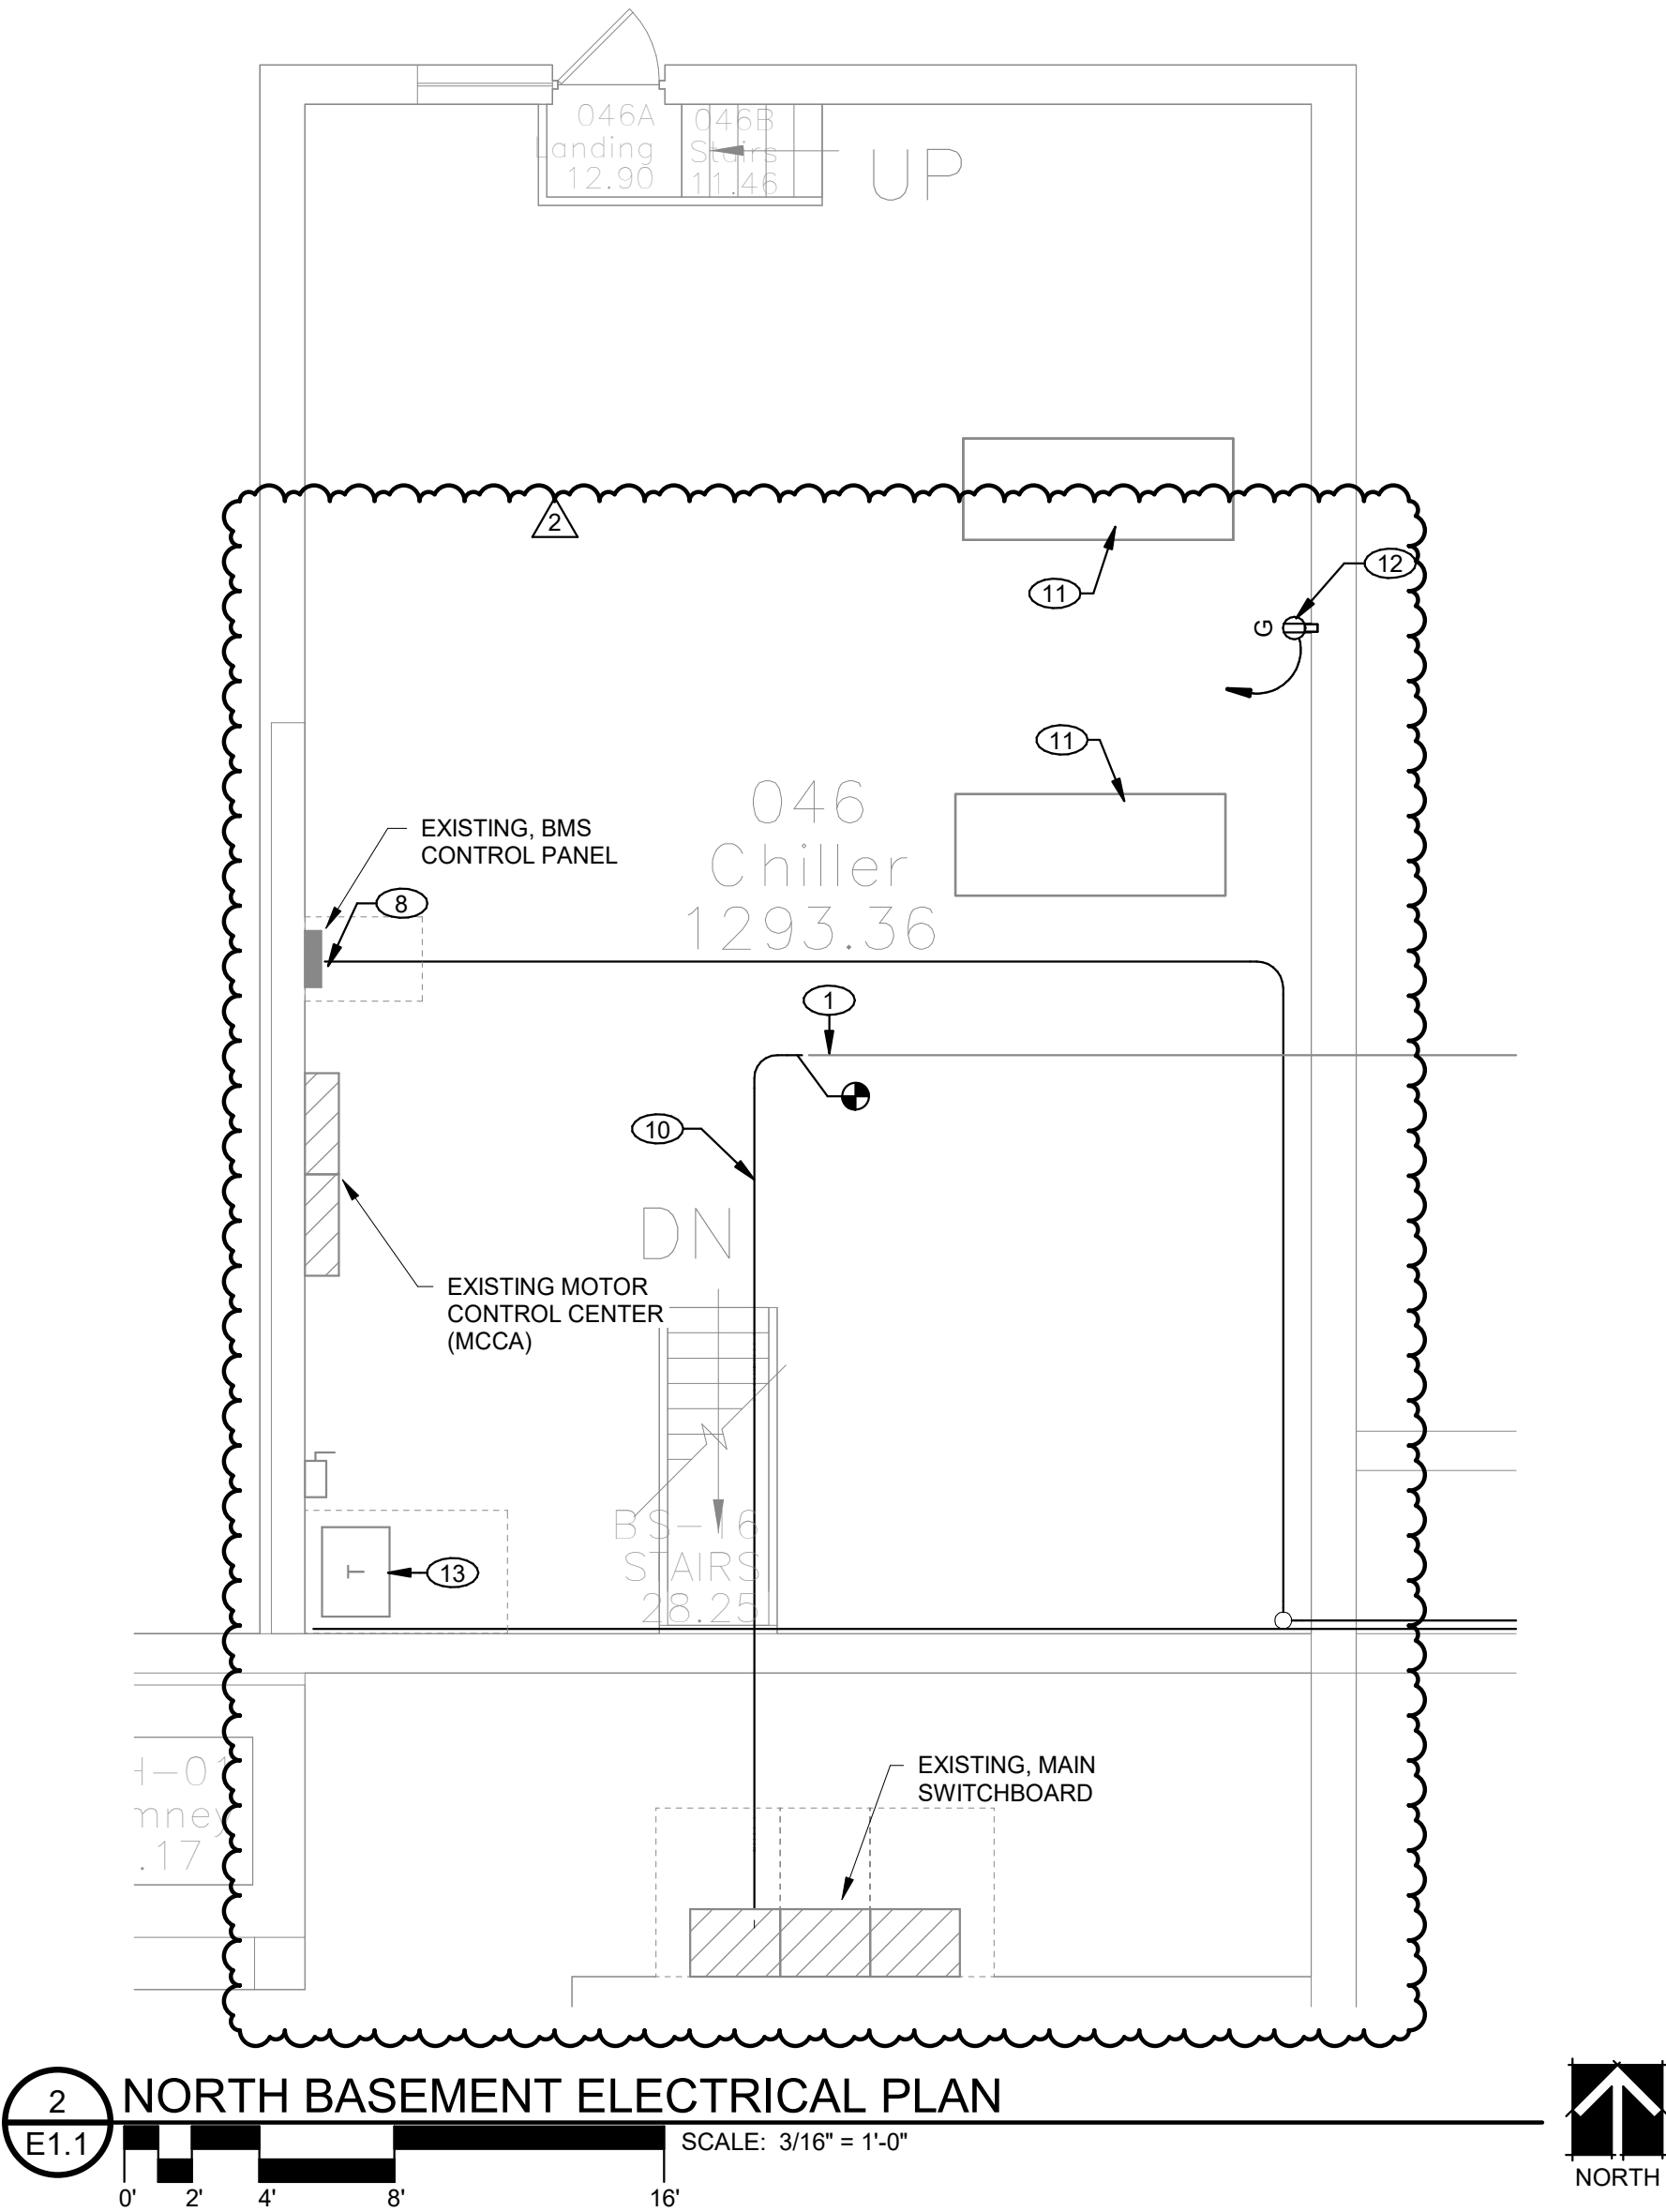 046A
Landing
12.90
046B
Stairs
11.46
UP
2
11
12
G
11
046
Chiller
1293.36
EXISTING, BMS
CONTROL PANEL
8
1
10
DN
EXISTING MOTOR
CONTROL CENTER
(MCCA)
BS-16
STAIRS
28.25
T
13
H-01
mney
.17
EXISTING, MAIN
SWITCHBOARD
2
E1.1
NORTH BASEMENT ELECTRICAL PLAN
SCALE: 3/16" = 1'-0"
0' 2' 4' 8' 16'
NORTH